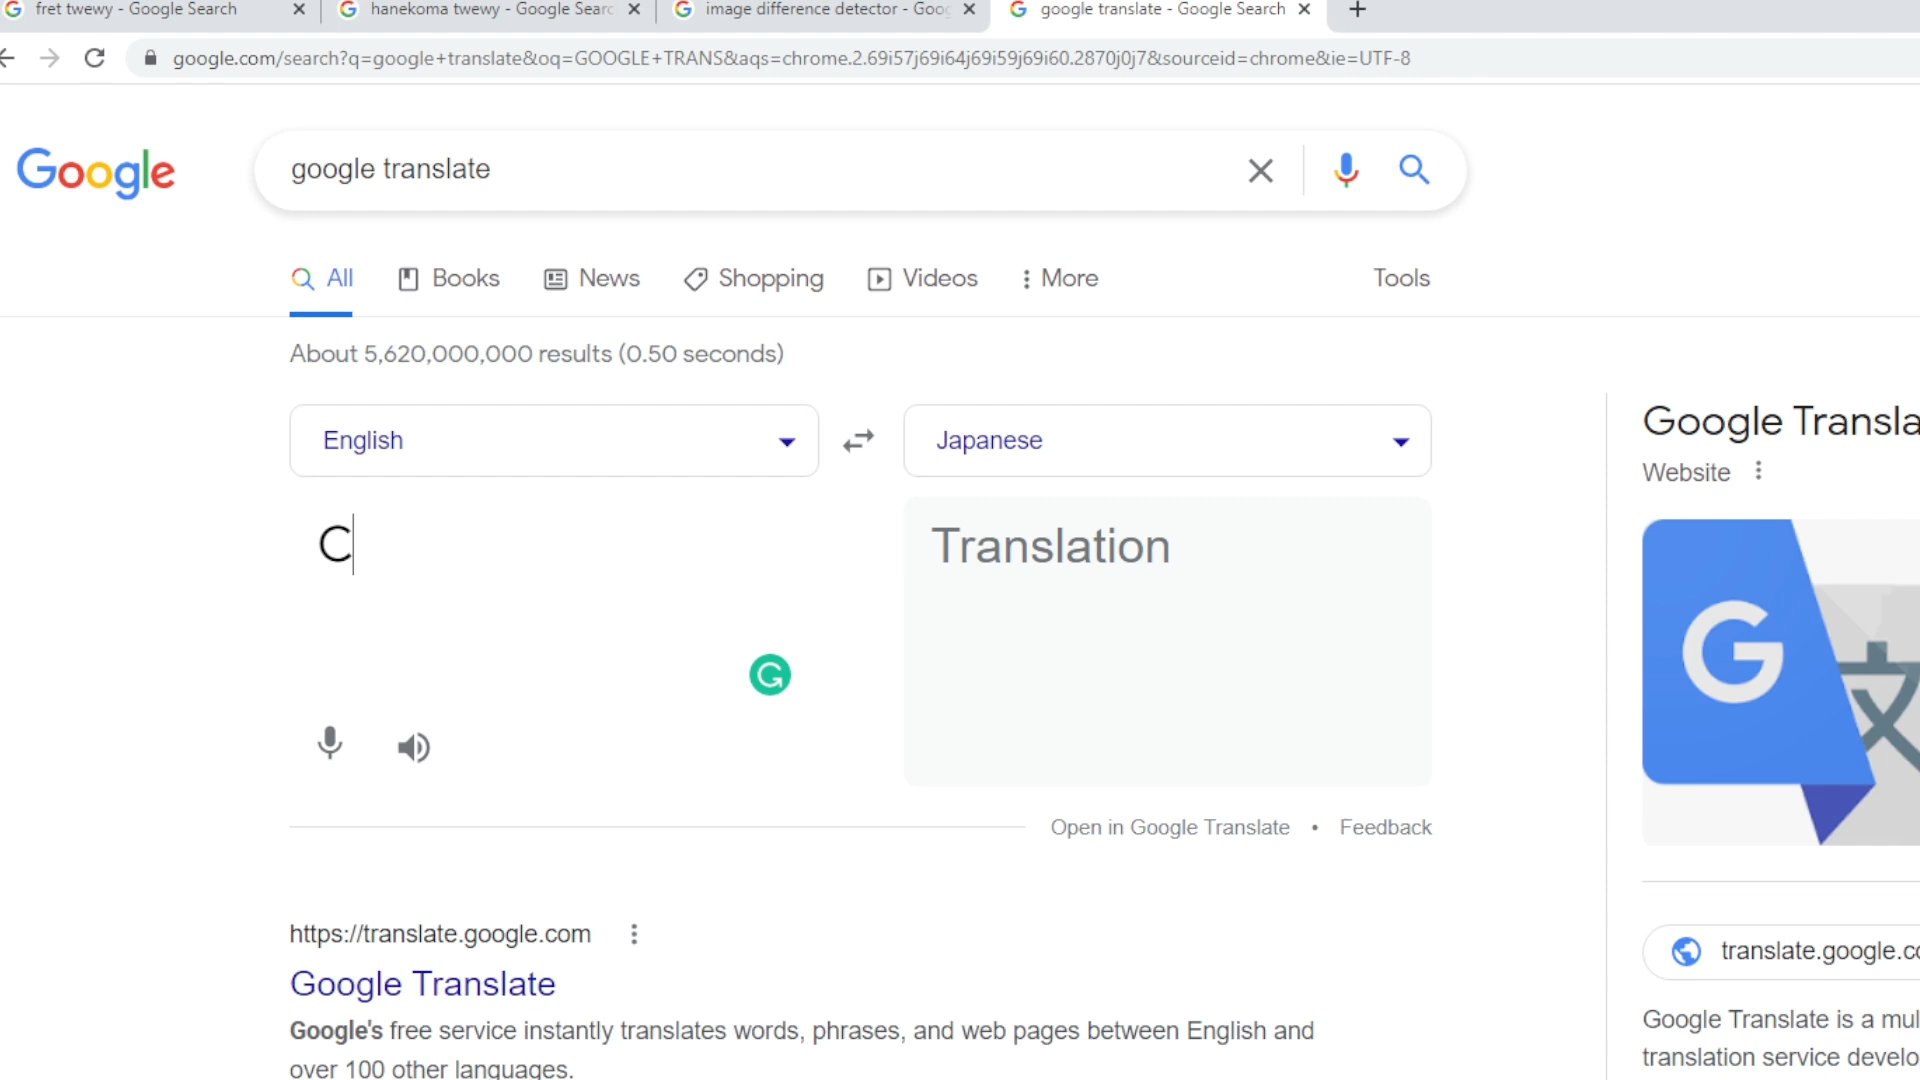 fret twewy - Google Search
hanekoma twewy - Google Searc
image difference detector - Goog
google translate - Google Search
google.com/search?q=google+translate&oq=GOOGLE+TRANS&aqs=chrome.2.69i57j69i64j69i59j69i60.2870j0j7&sourceid=chrome&ie=UTF-8
Google
google translate
All
Books
News
Shopping
Videos
More
Tools
About 5,620,000,000 results (0.50 seconds)
English
Japanese
C
Translation
Open in Google Translate • Feedback
https://translate.google.com
Google Translate
Google's free service instantly translates words, phrases, and web pages between English and
over 100 other languages.
Google Transla
Website
G
文
translate.google.co
Google Translate is a mul
translation service develo